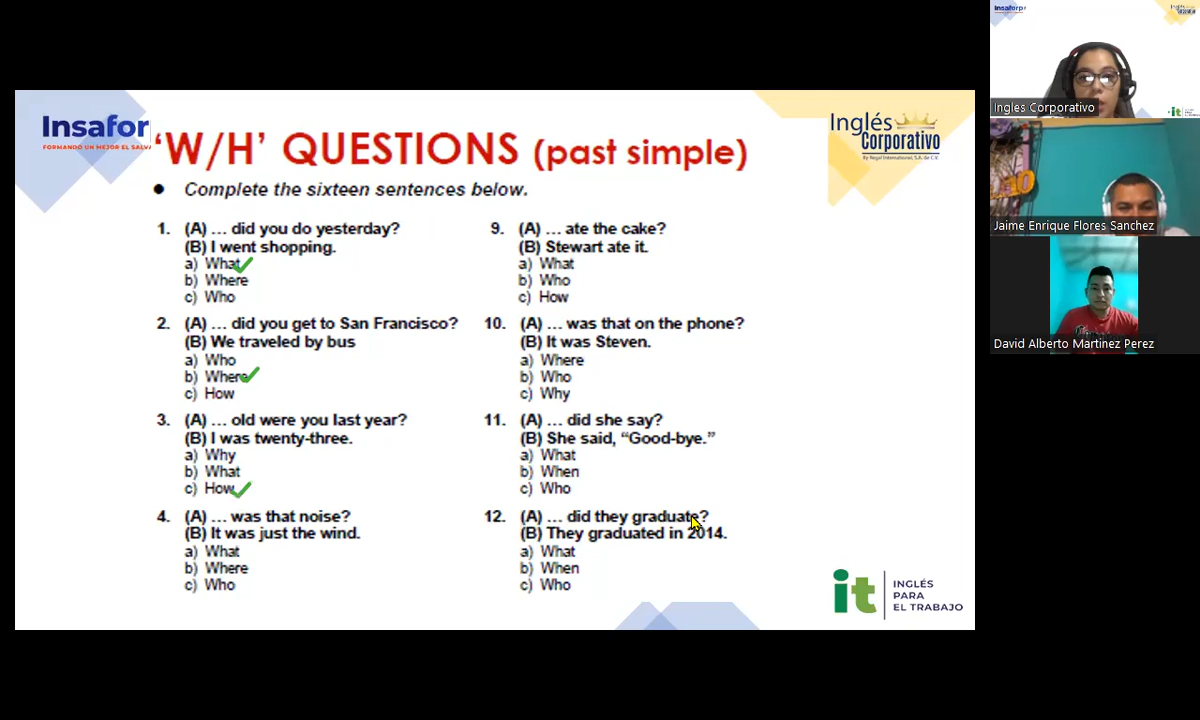 Insafor
FORMANDO UN MEJOR EL SALVA
'W/H' QUESTIONS (past simple)
Inglés
Corporativo
By Regal International, S.A. de C.V.
● Complete the sixteen sentences below.
1. (A) … did you do yesterday?
(B) I went shopping.
a) What
b) Where
c) Who
2. (A) … did you get to San Francisco?
(B) We traveled by bus
a) Who
b) Where
c) How
3. (A) … old were you last year?
(B) I was twenty-three.
a) Why
b) What
c) How
4. (A) … was that noise?
(B) It was just the wind.
a) What
b) Where
c) Who
9. (A) … ate the cake?
(B) Stewart ate it.
a) What
b) Who
c) How
10. (A) … was that on the phone?
(B) It was Steven.
a) Where
b) Who
c) Why
11. (A) … did she say?
(B) She said, “Good-bye.”
a) What
b) When
c) Who
12. (A) … did they graduate?
(B) They graduated in 2014.
a) What
b) When
c) Who
it
INGLÉS
PARA
EL TRABAJO
Insaforp
Ingles Corporativo
Jaime Enrique Flores Sanchez
David Alberto Martinez Perez